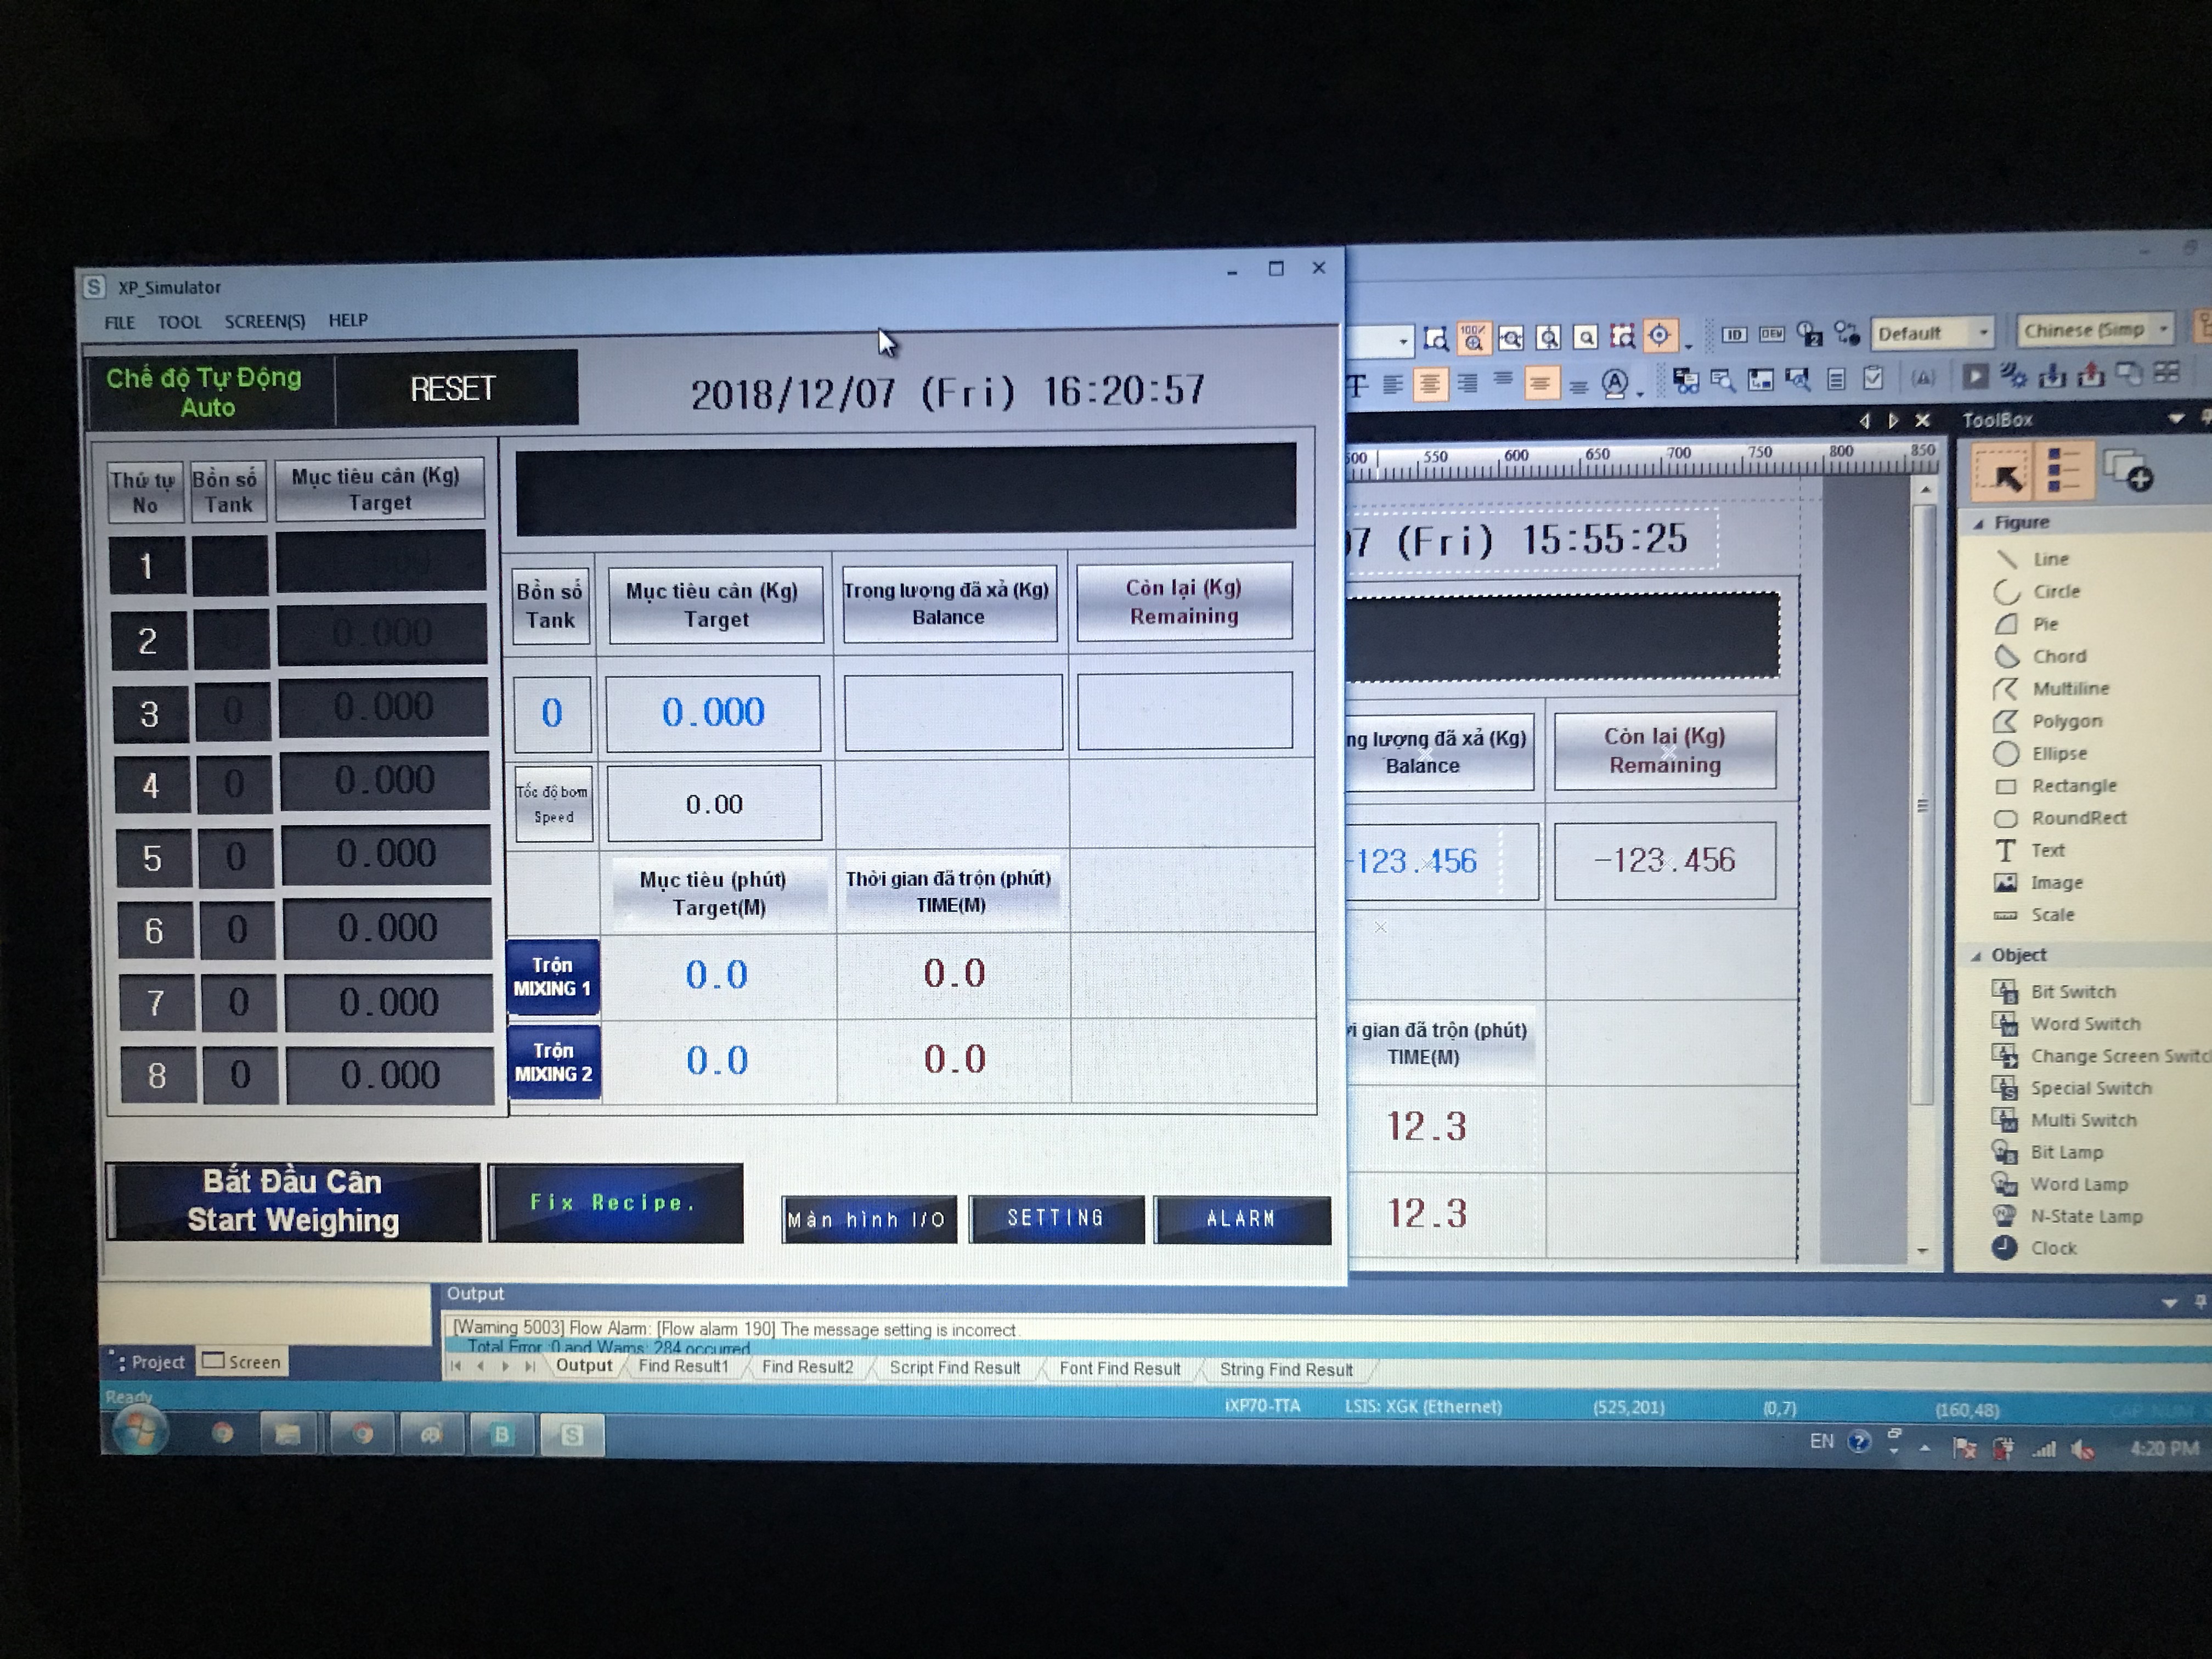 XP_Simulator
FILE TOOL SCREEN(S) HELP
Chế độ Tự Động
Auto
RESET
2018/12/07 (Fri) 16:20:57
Thứ tự
No
Bồn số
Tank
Mục tiêu cân (Kg)
Target
1
2 0.000
3 0 0.000
4 0 0.000
5 0 0.000
6 0 0.000
7 0 0.000
8 0 0.000
Bồn số
Tank
Mục tiêu cân (Kg)
Target
Trọng lượng đã xả (Kg)
Balance
Còn lại (Kg)
Remaining
0 0.000
Tốc độ bơm
Speed
0.00
Mục tiêu (phút)
Target(M)
Thời gian đã trộn (phút)
TIME(M)
Trộn
MIXING 1
0.0 0.0
Trộn
MIXING 2
0.0 0.0
Bắt Đầu Cân
Start Weighing
Fix Recipe.
Màn hình I/O
SETTING
ALARM
100%
ID
DEV
Default
Chinese (Simp
500 550 600 650 700 750 800 850
07 (Fri) 15:55:25
ng lượng đã xả (Kg)
Balance
Còn lại (Kg)
Remaining
-123.456 -123.456
i gian đã trộn (phút)
TIME(M)
12.3
12.3
ToolBox
Figure
Line
Circle
Pie
Chord
Multiline
Polygon
Ellipse
Rectangle
RoundRect
Text
Image
Scale
Object
Bit Switch
Word Switch
Change Screen Switc
Special Switch
Multi Switch
Bit Lamp
Word Lamp
N-State Lamp
Clock
Output
[Warning 5003] Flow Alarm: [Flow alarm 190] The message setting is incorrect.
Total Error :0 and Warns: 284 occurred
Project Screen
Output Find Result1 Find Result2 Script Find Result Font Find Result String Find Result
Ready
iXP70-TTA LSIS: XGK (Ethernet) (525,201) (0,7) (160,48)
CAP NUM
EN
4:20 PM